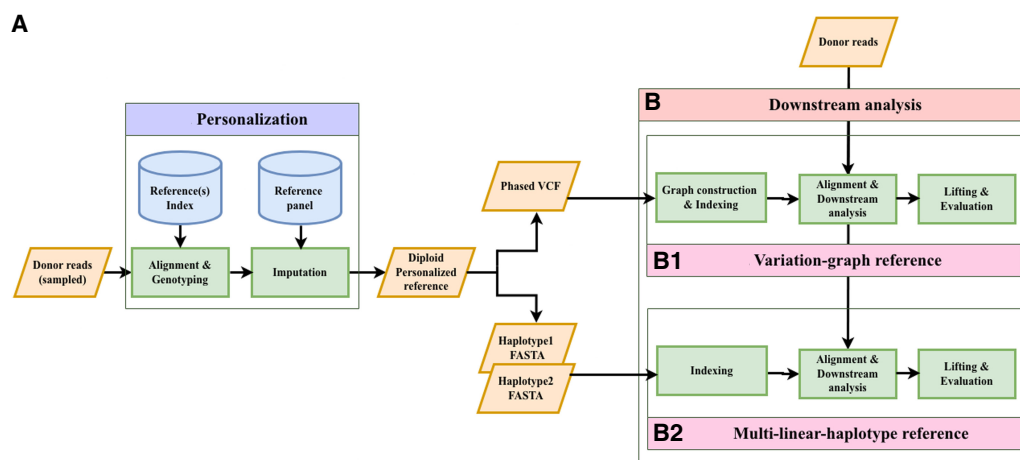 A
Donor reads
B
Downstream analysis
Personalization
Reference(s)
Index
Reference
panel
Donor reads
(sampled)
Alignment &
Genotyping
Imputation
Diploid
Personalized
reference
Phased VCF
Haplotype1
FASTA
Haplotype2
FASTA
Graph construction
& Indexing
Alignment &
Downstream
analysis
Lifting &
Evaluation
B1
Variation-graph reference
Indexing
Alignment &
Downstream
analysis
Lifting &
Evaluation
B2
Multi-linear-haplotype reference